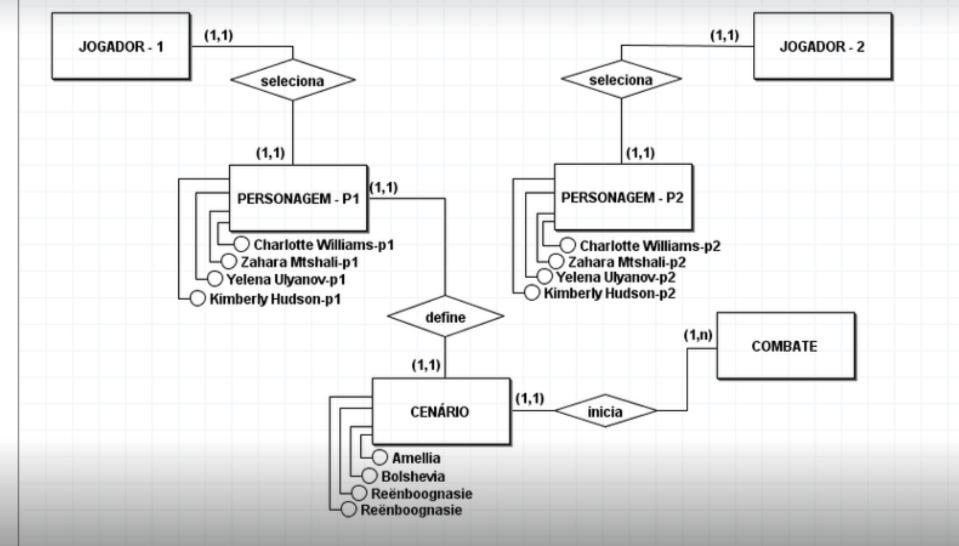 JOGADOR - 1
(1,1)
(1,1)
JOGADOR - 2
seleciona
seleciona
(1,1)
(1,1)
PERSONAGEM - P1
(1,1)
PERSONAGEM - P2
Charlotte Williams-p1
Zahara Mtshali-p1
Yelena Ulyanov-p1
Kimberly Hudson-p1
Charlotte Williams-p2
Zahara Mtshali-p2
Yelena Ulyanov-p2
Kimberly Hudson-p2
define
(1,n)
COMBATE
(1,1)
CENÁRIO
(1,1)
inicia
Amellia
Bolshevia
Reënboognasie
Reënboognasie